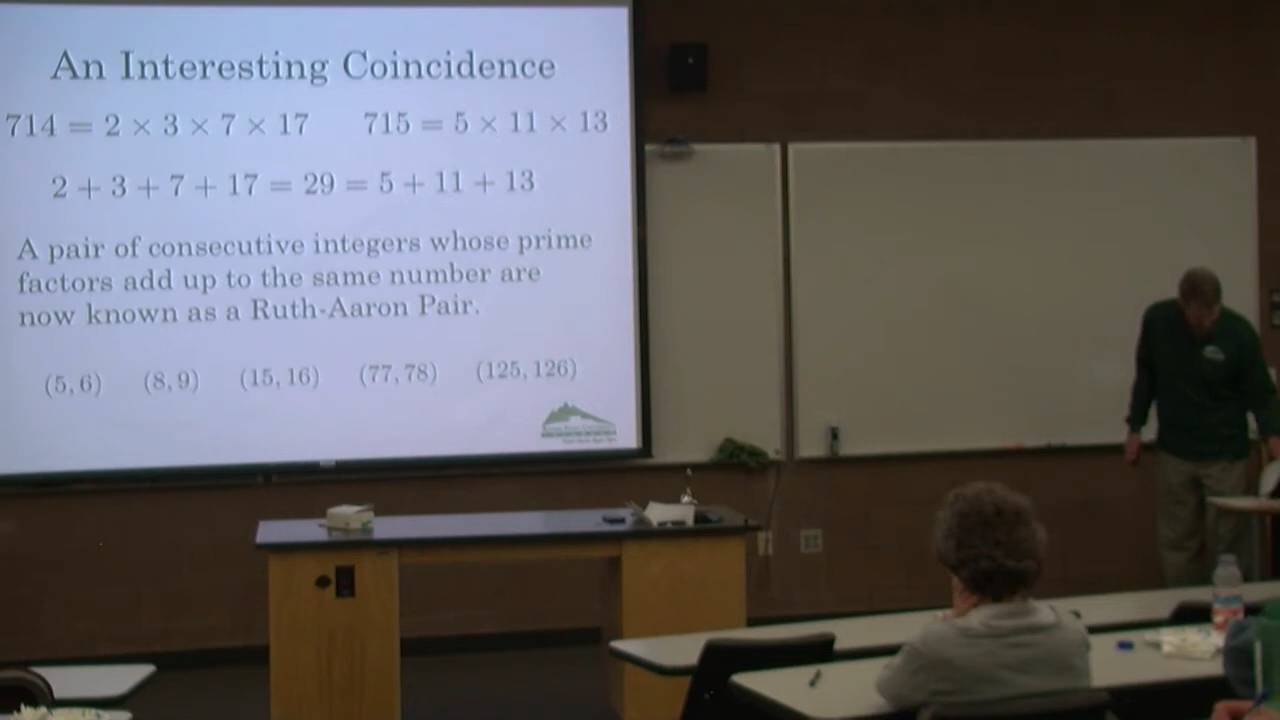 An Interesting Coincidence
714 = 2 × 3 × 7 × 17 715 = 5 × 11 × 13
2 + 3 + 7 + 17 = 29 = 5 + 11 + 13
A pair of consecutive integers whose prime
factors add up to the same number are
now known as a Ruth-Aaron Pair.
(5, 6) (8, 9) (15, 16) (77, 78) (125, 126)